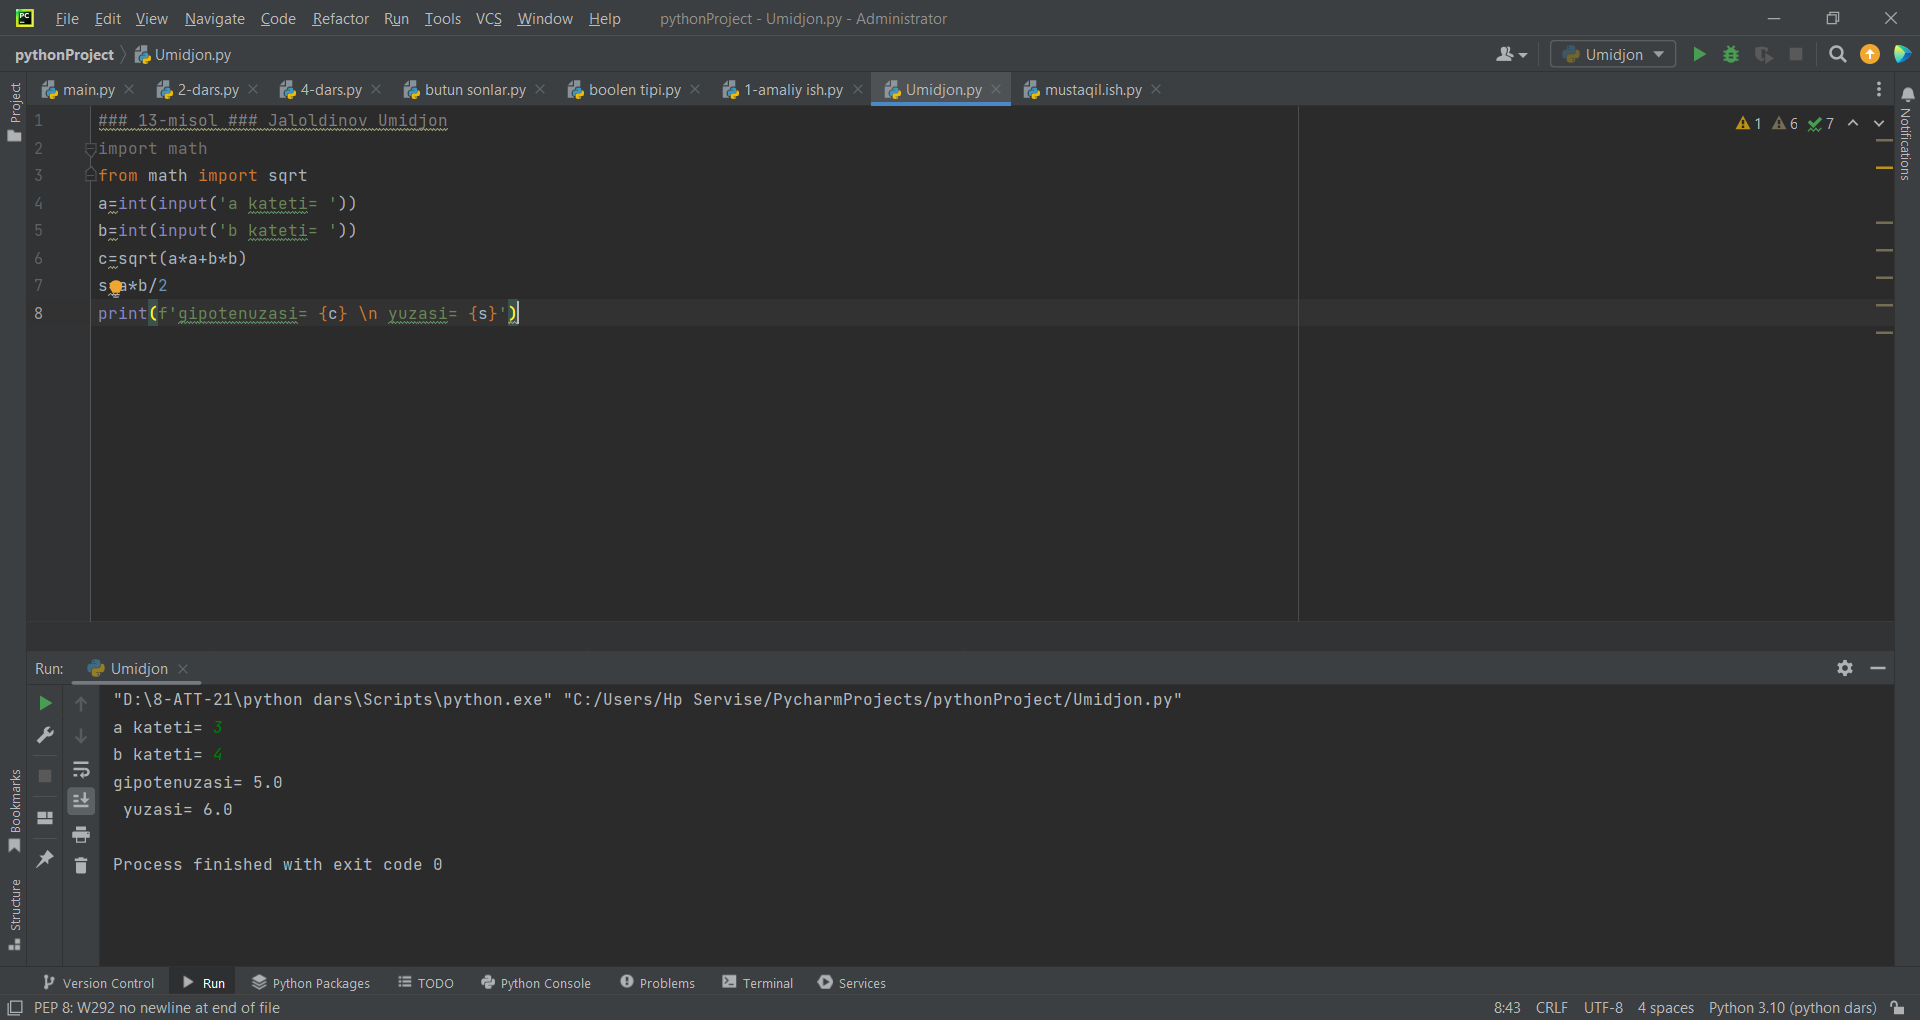 File Edit View Navigate Code Refactor Run Tools VCS Window Help pythonProject - Umidjon.py - Administrator
pythonProject Umidjon.py Umidjon
main.py 2-dars.py 4-dars.py butun sonlar.py boolen tipi.py 1-amaliy ish.py Umidjon.py mustaqil.ish.py
Project
Notifications
1 6 7
1 ### 13-misol ### Jaloldinov Umidjon
2 import math
3 from math import sqrt
4 a=int(input('a kateti= '))
5 b=int(input('b kateti= '))
6 c=sqrt(a*a+b*b)
7 s a*b/2
8 print(f'gipotenuzasi= {c} \n yuzasi= {s}')
Run: Umidjon
"D:\8-ATT-21\python dars\Scripts\python.exe" "C:/Users/Hp Servise/PycharmProjects/pythonProject/Umidjon.py"
a kateti= 3
b kateti= 4
gipotenuzasi= 5.0
yuzasi= 6.0
Process finished with exit code 0
Bookmarks
Structure
Version Control Run Python Packages TODO Python Console Problems Terminal Services
PEP 8: W292 no newline at end of file 8:43 CRLF UTF-8 4 spaces Python 3.10 (python dars)